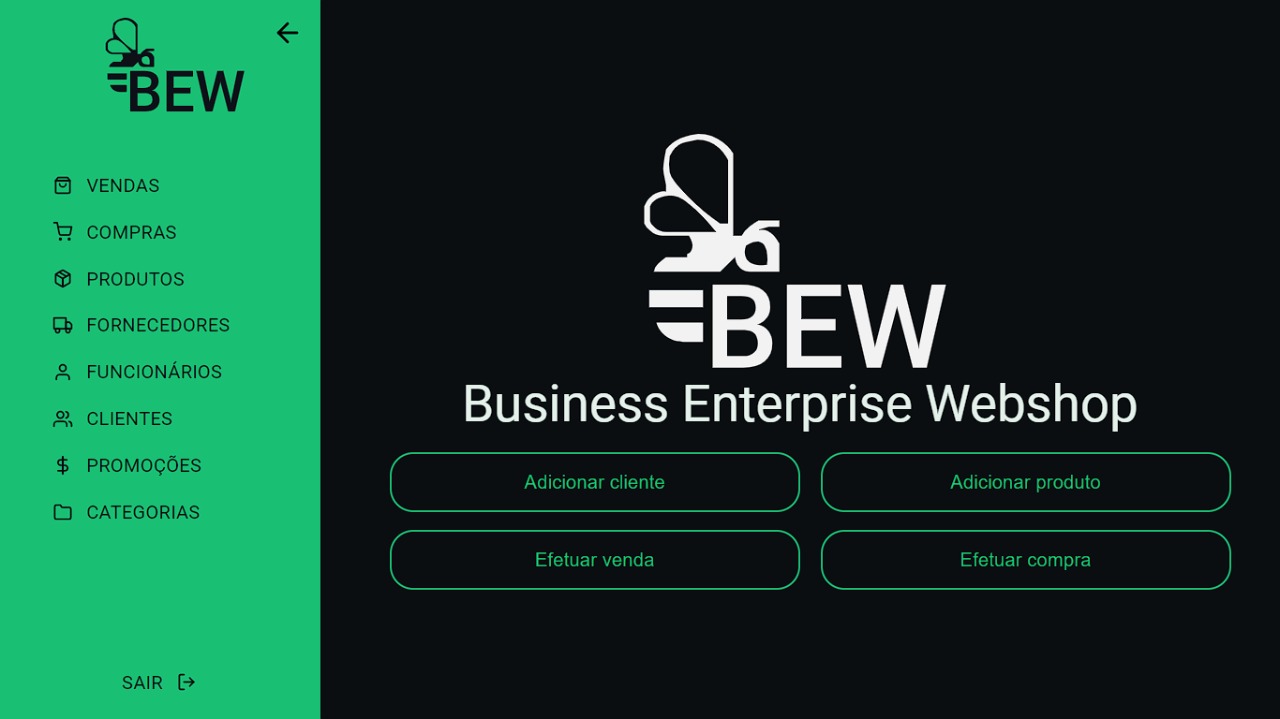 BEW
VENDAS
COMPRAS
PRODUTOS
FORNECEDORES
FUNCIONÁRIOS
CLIENTES
PROMOÇÕES
CATEGORIAS
SAIR
BEW
Business Enterprise Webshop
Adicionar cliente
Adicionar produto
Efetuar venda
Efetuar compra